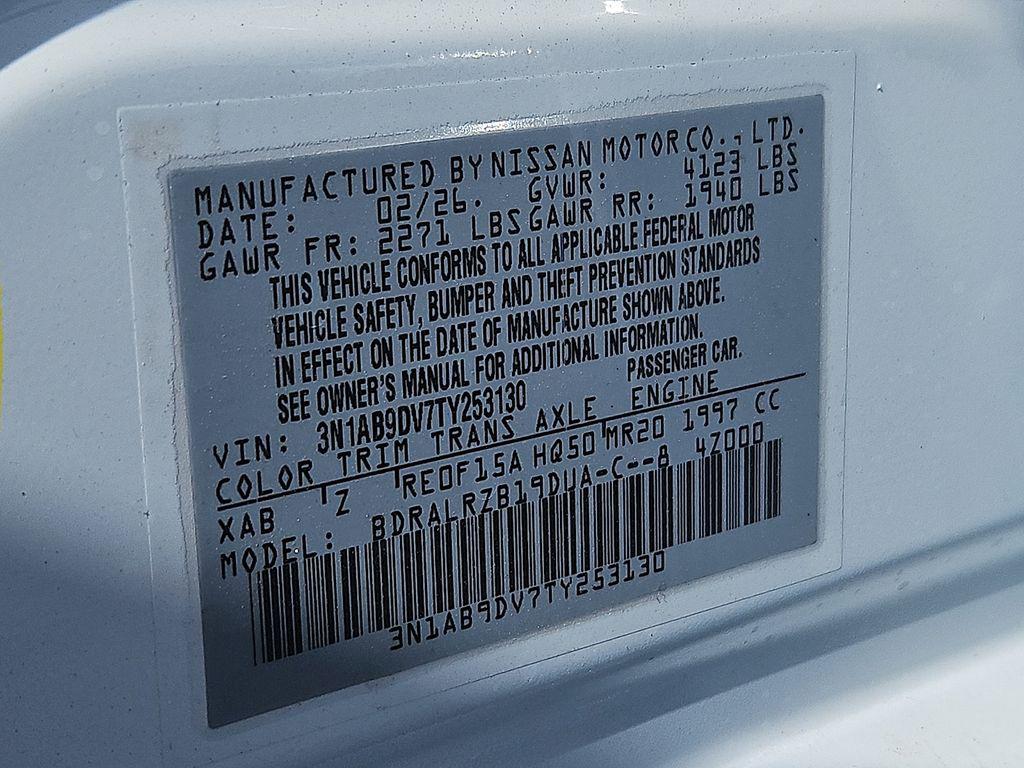 MANUFACTURED BY NISSAN MOTOR CO., LTD.
DATE: 02/26. GVWR: 4123 LBS
GAWR FR: 2271 LBS GAWR RR: 1940 LBS
THIS VEHICLE CONFORMS TO ALL APPLICABLE FEDERAL MOTOR
VEHICLE SAFETY, BUMPER AND THEFT PREVENTION STANDARDS
IN EFFECT ON THE DATE OF MANUFACTURE SHOWN ABOVE.
SEE OWNER'S MANUAL FOR ADDITIONAL INFORMATION.
VIN: 3N1AB9DV7TY253130 PASSENGER CAR.
COLOR TRIM TRANS AXLE ENGINE
XAB Z RE0F15A HQ50 MR20 1997 CC
MODEL: BDRALRZB19DUA-C--8 4Z000
3N1AB9DV7TY253130